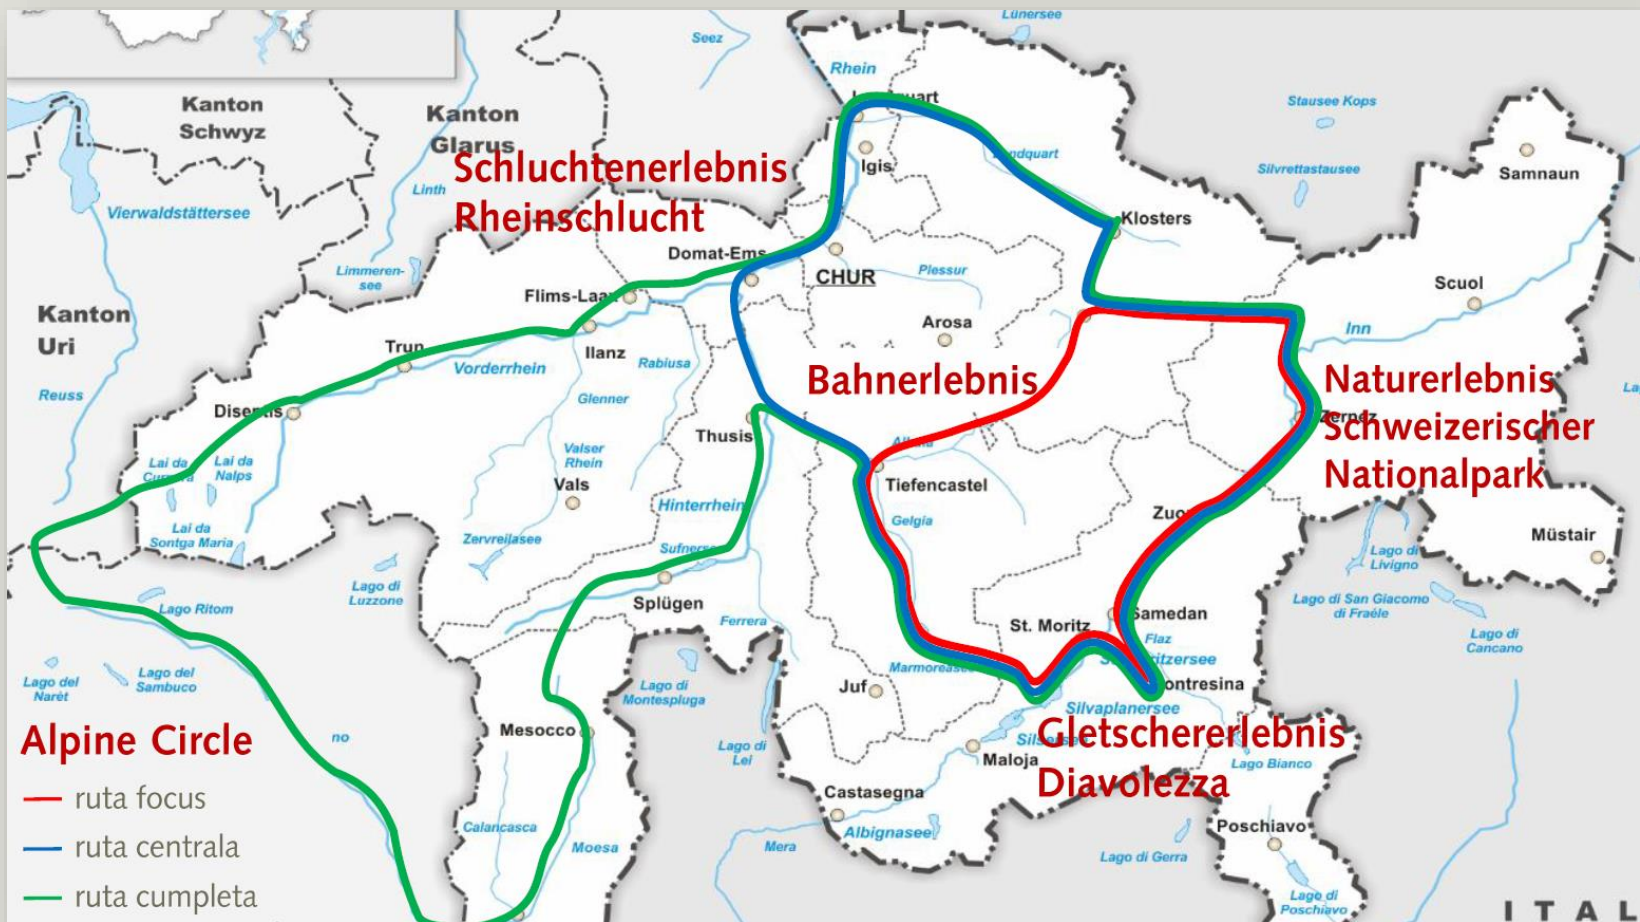 Lünersee
Seez
Rhein
Kanton
Schwyz
Kanton
Glarus
Stausee Kops
Igis
Schluchtenerlebnis
Rheinschlucht
Silvrettastausee
Samnaun
Linth
Vierwaldstättersee
Klosters
Domat-Ems
CHUR
Plessur
Limmeren-
see
Scuol
Kanton
Uri
Arosa
Inn
Ilanz
Trun
Vorderrhein
Rabiusa
Bahnerlebnis
Naturerlebnis
Schweizerischer
Nationalpark
Reuss
Glenner
Zernez
Disentis
Thusis
Valser
Rhein
Lai da
Lai da
Nalps
Vals
Tiefencastel
Hinterrhein
Gelgia
Lai da
Sontga Maria
Zervreilasee
Müstair
Lago di
Livigno
Lago di
Luzzone
Lago Ritom
Splügen
Ferrera
St. Moritz
Samedan
Flaz
Lago di San Giacomo
di Fraéle
Lago di
Cancano
Lago del
Narèt
Lago del
Sambuco
Lago di
Montespluga
Juf
Silvaplanersee
Mesocco
Alpine Circle
no
Gletschererlebnis
Diavolezza
Lago di
Lei
Maloja
Lago Bianco
ruta focus
Castasegna
ruta centrala
Calancasca
Moesa
Mera
Albignasee
Poschiavo
Lago di Gerra
ruta cumpleta
Lago di
Poschiavo